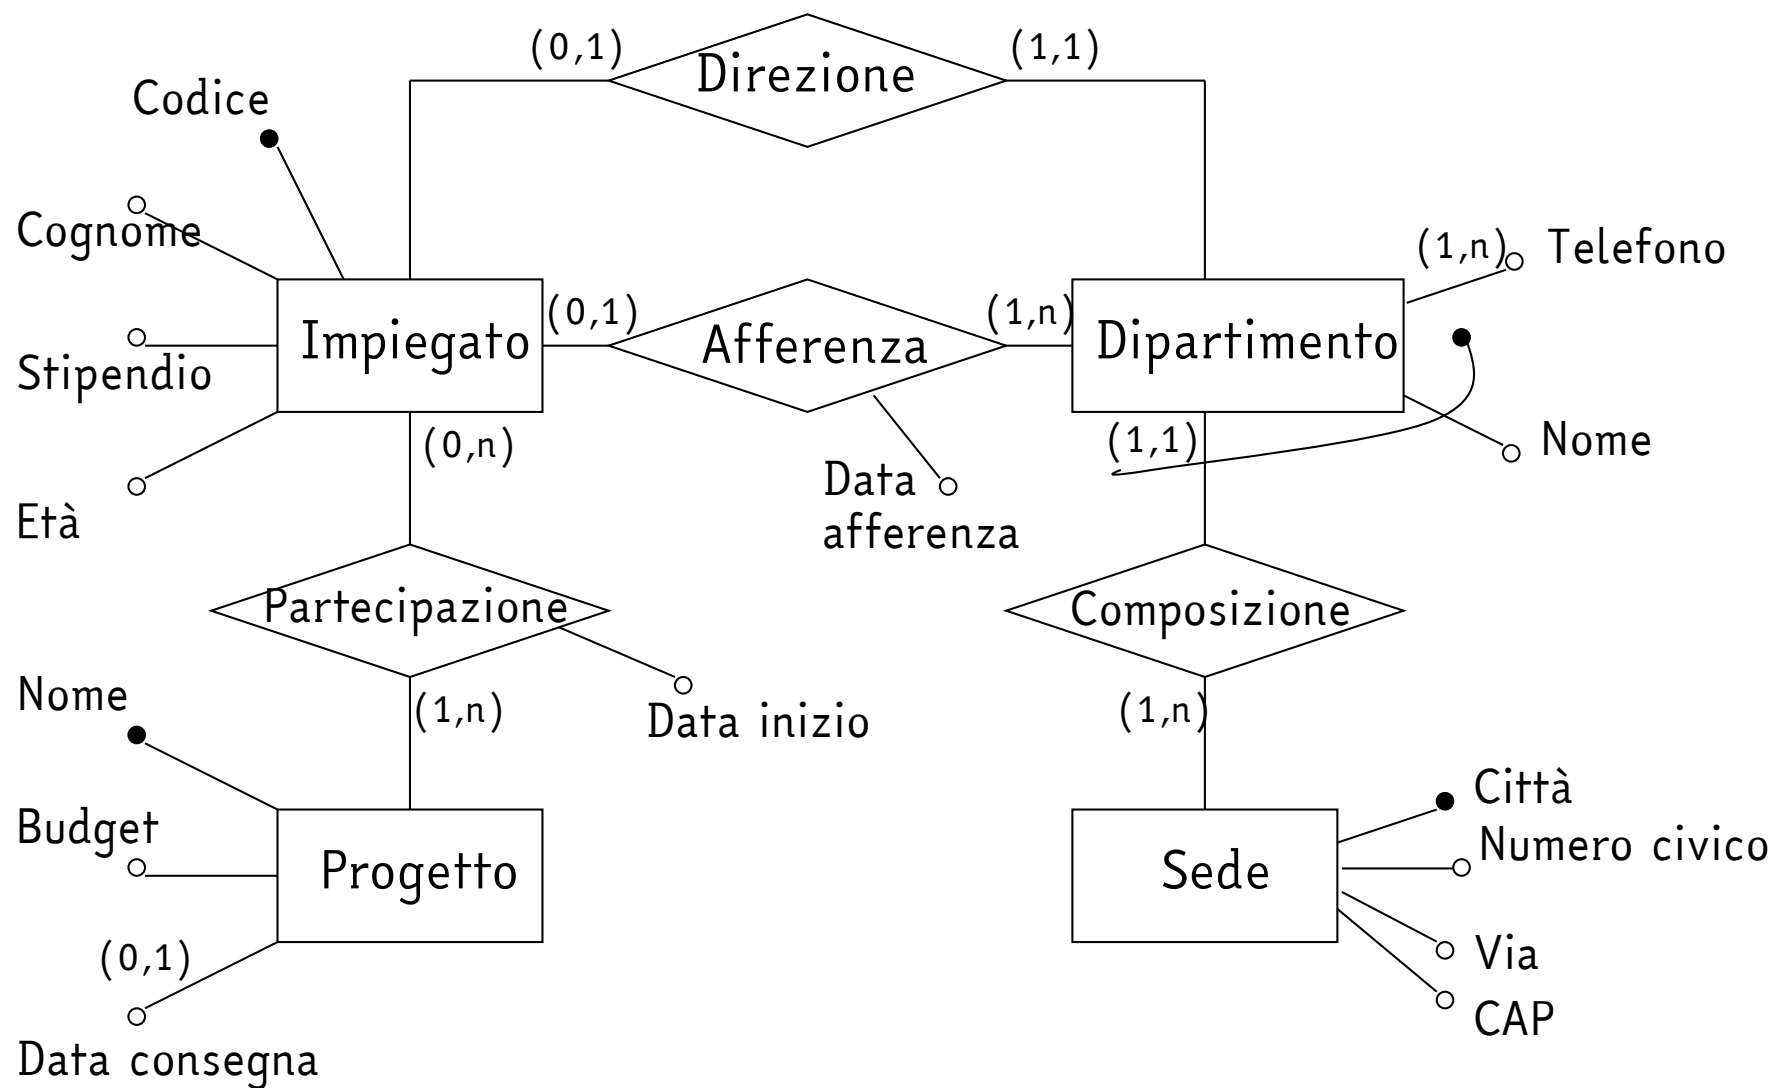 (0,1)
Direzione
(1,1)
Codice
Cognome
(1,n)
Telefono
Impiegato
(0,1)
Afferenza
(1,n)
Dipartimento
Stipendio
(0,n)
(1,1)
Nome
Data
afferenza
Età
Partecipazione
Composizione
Nome
(1,n)
Data inizio
(1,n)
Città
Budget
Numero civico
Progetto
Sede
(0,1)
Via
CAP
Data consegna